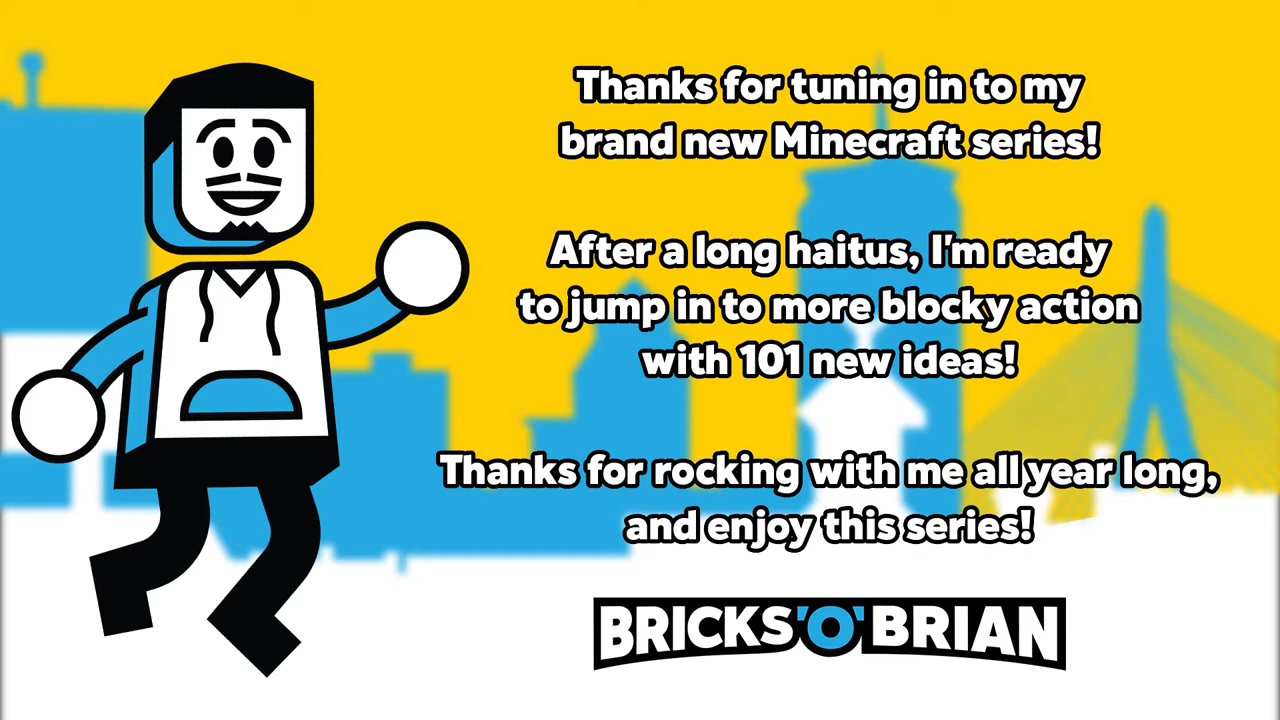 Thanks for tuning in to my
brand new Minecraft series!
After a long haitus, I'm ready
to jump in to more blocky action
with 101 new ideas!
Thanks for rocking with me all year long,
and enjoy this series!
BRICKS'O'BRIAN